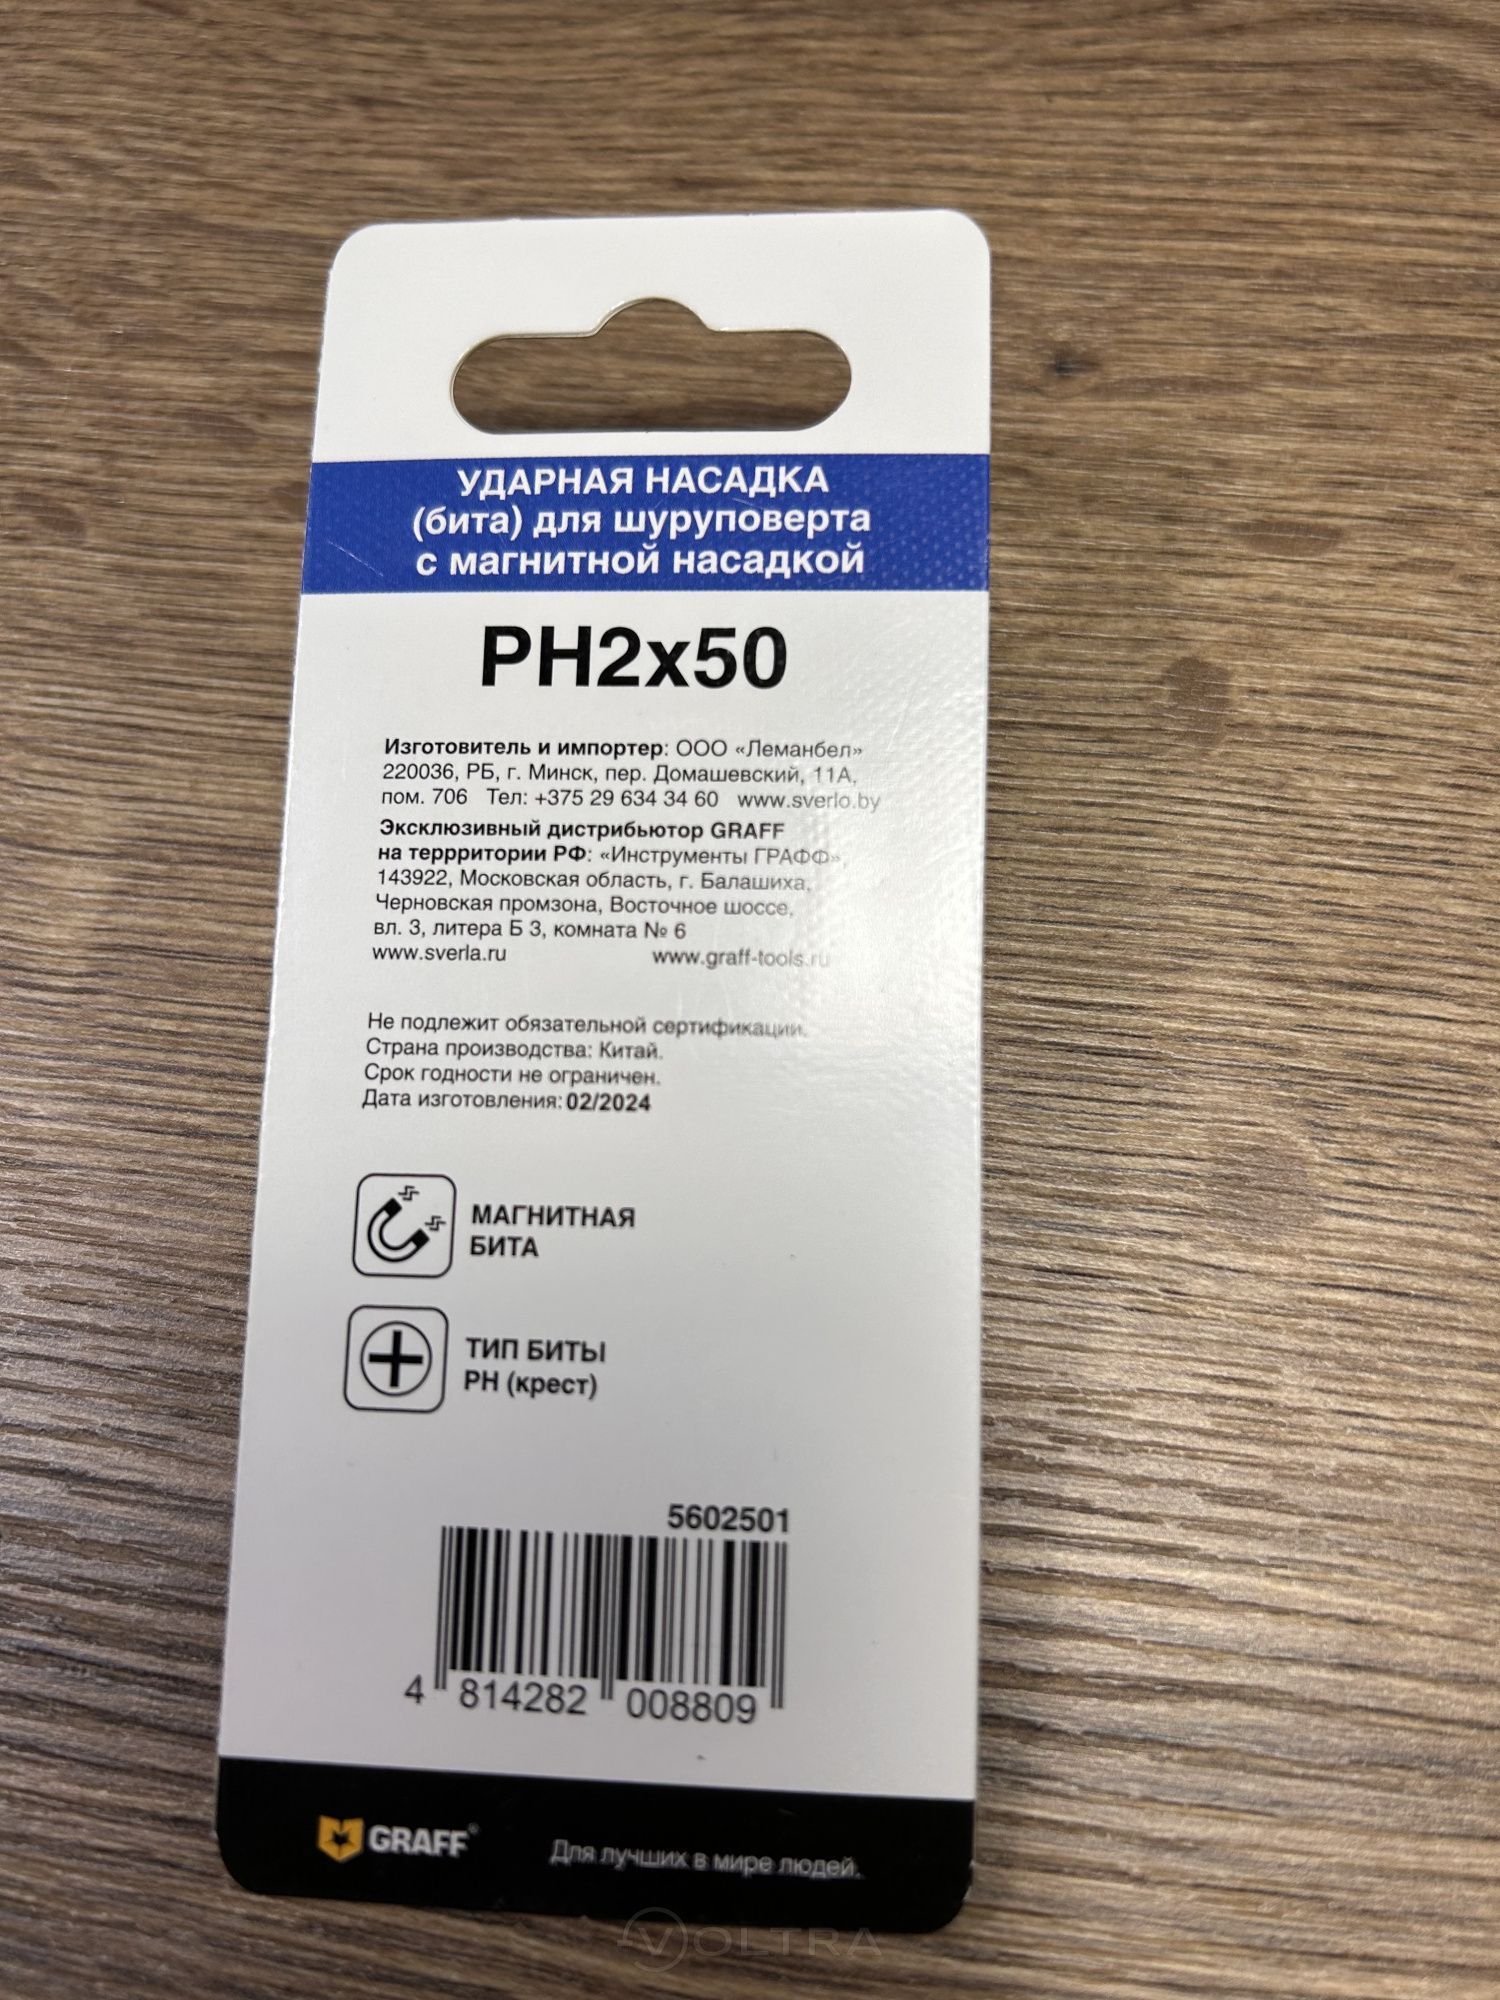 УДАРНАЯ НАСАДКА
(бита) для шуруповерта
с магнитной насадкой
PH2x50
Изготовитель и импортер: ООО «Леманбел»
220036, РБ, г. Минск, пер. Домашевский, 11А,
пом. 706 Тел: +375 29 634 34 60 www.sverlo.by
Эксклюзивный дистрибьютор GRAFF
на террритории РФ: «Инструменты ГРАФФ»,
143922, Московская область, г. Балашиха,
Черновская промзона, Восточное шоссе,
вл. 3, литера Б 3, комната № 6
www.sverla.ru www.graff-tools.ru
Не подлежит обязательной сертификации.
Страна производства: Китай.
Срок годности не ограничен.
Дата изготовления: 02/2024
МАГНИТНАЯ
БИТА
ТИП БИТЫ
PH (крест)
5602501
4 814282 008809
GRAFF®
Для лучших в мире людей.
VOLTRA